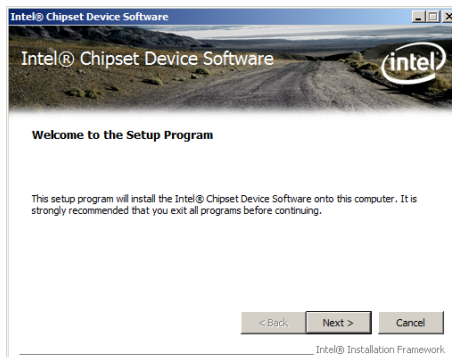 Intel® Chipset Device Software
Intel® Chipset Device Software
intel®
Welcome to the Setup Program
This setup program will install the Intel® Chipset Device Software onto this computer. It is
strongly recommended that you exit all programs before continuing.
< Back
Next >
Cancel
Intel® Installation Framework